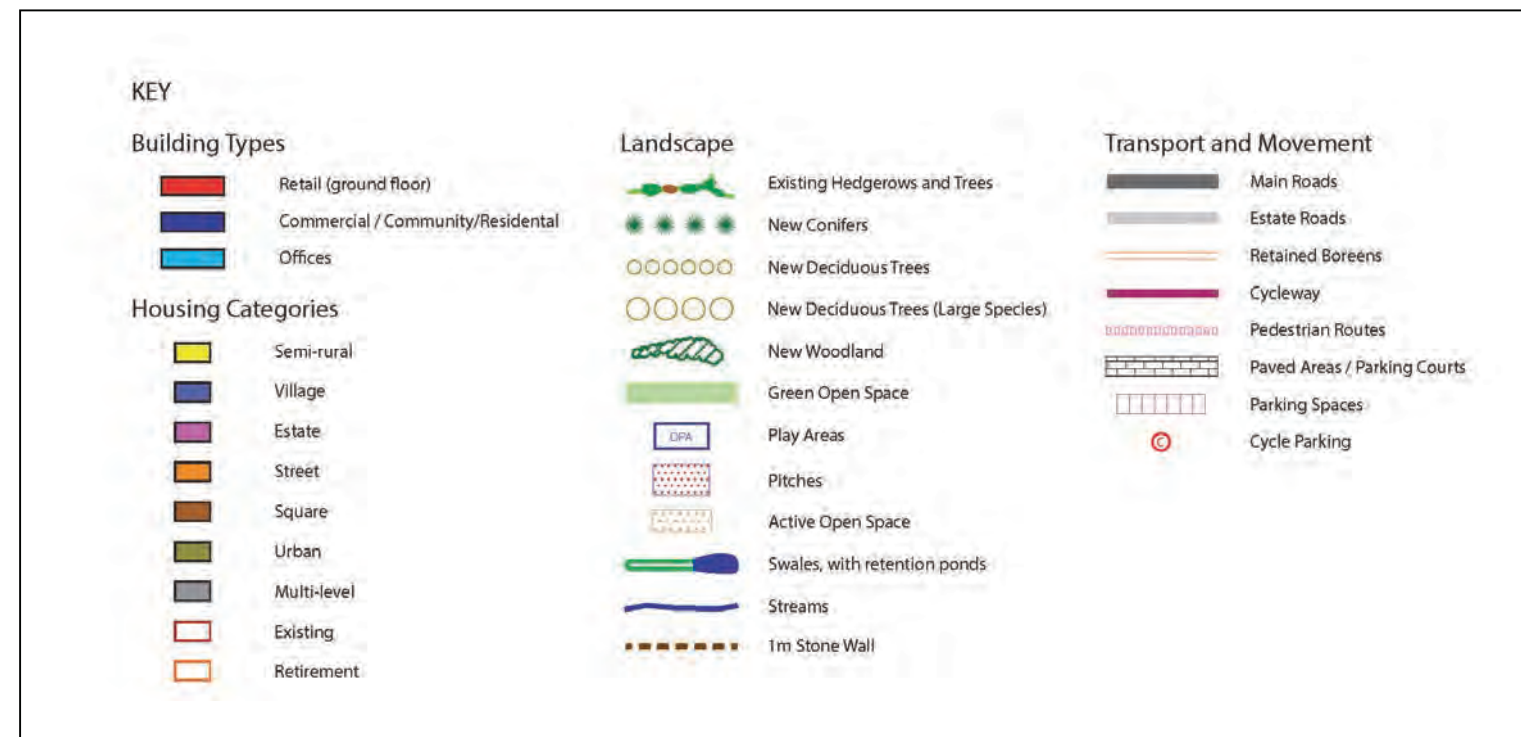 KEY
Building Types
Retail (ground floor)
Commercial / Community/Residental
Offices
Housing Categories
Semi-rural
Village
Estate
Street
Square
Urban
Multi-level
Existing
Retirement
Landscape
Existing Hedgerows and Trees
New Conifers
New Deciduous Trees
New Deciduous Trees (Large Species)
New Woodland
Green Open Space
OPA
Play Areas
Pitches
Active Open Space
Swales, with retention ponds
Streams
1m Stone Wall
Transport and Movement
Main Roads
Estate Roads
Retained Boreens
Cycleway
Pedestrian Routes
Paved Areas / Parking Courts
Parking Spaces
C
Cycle Parking